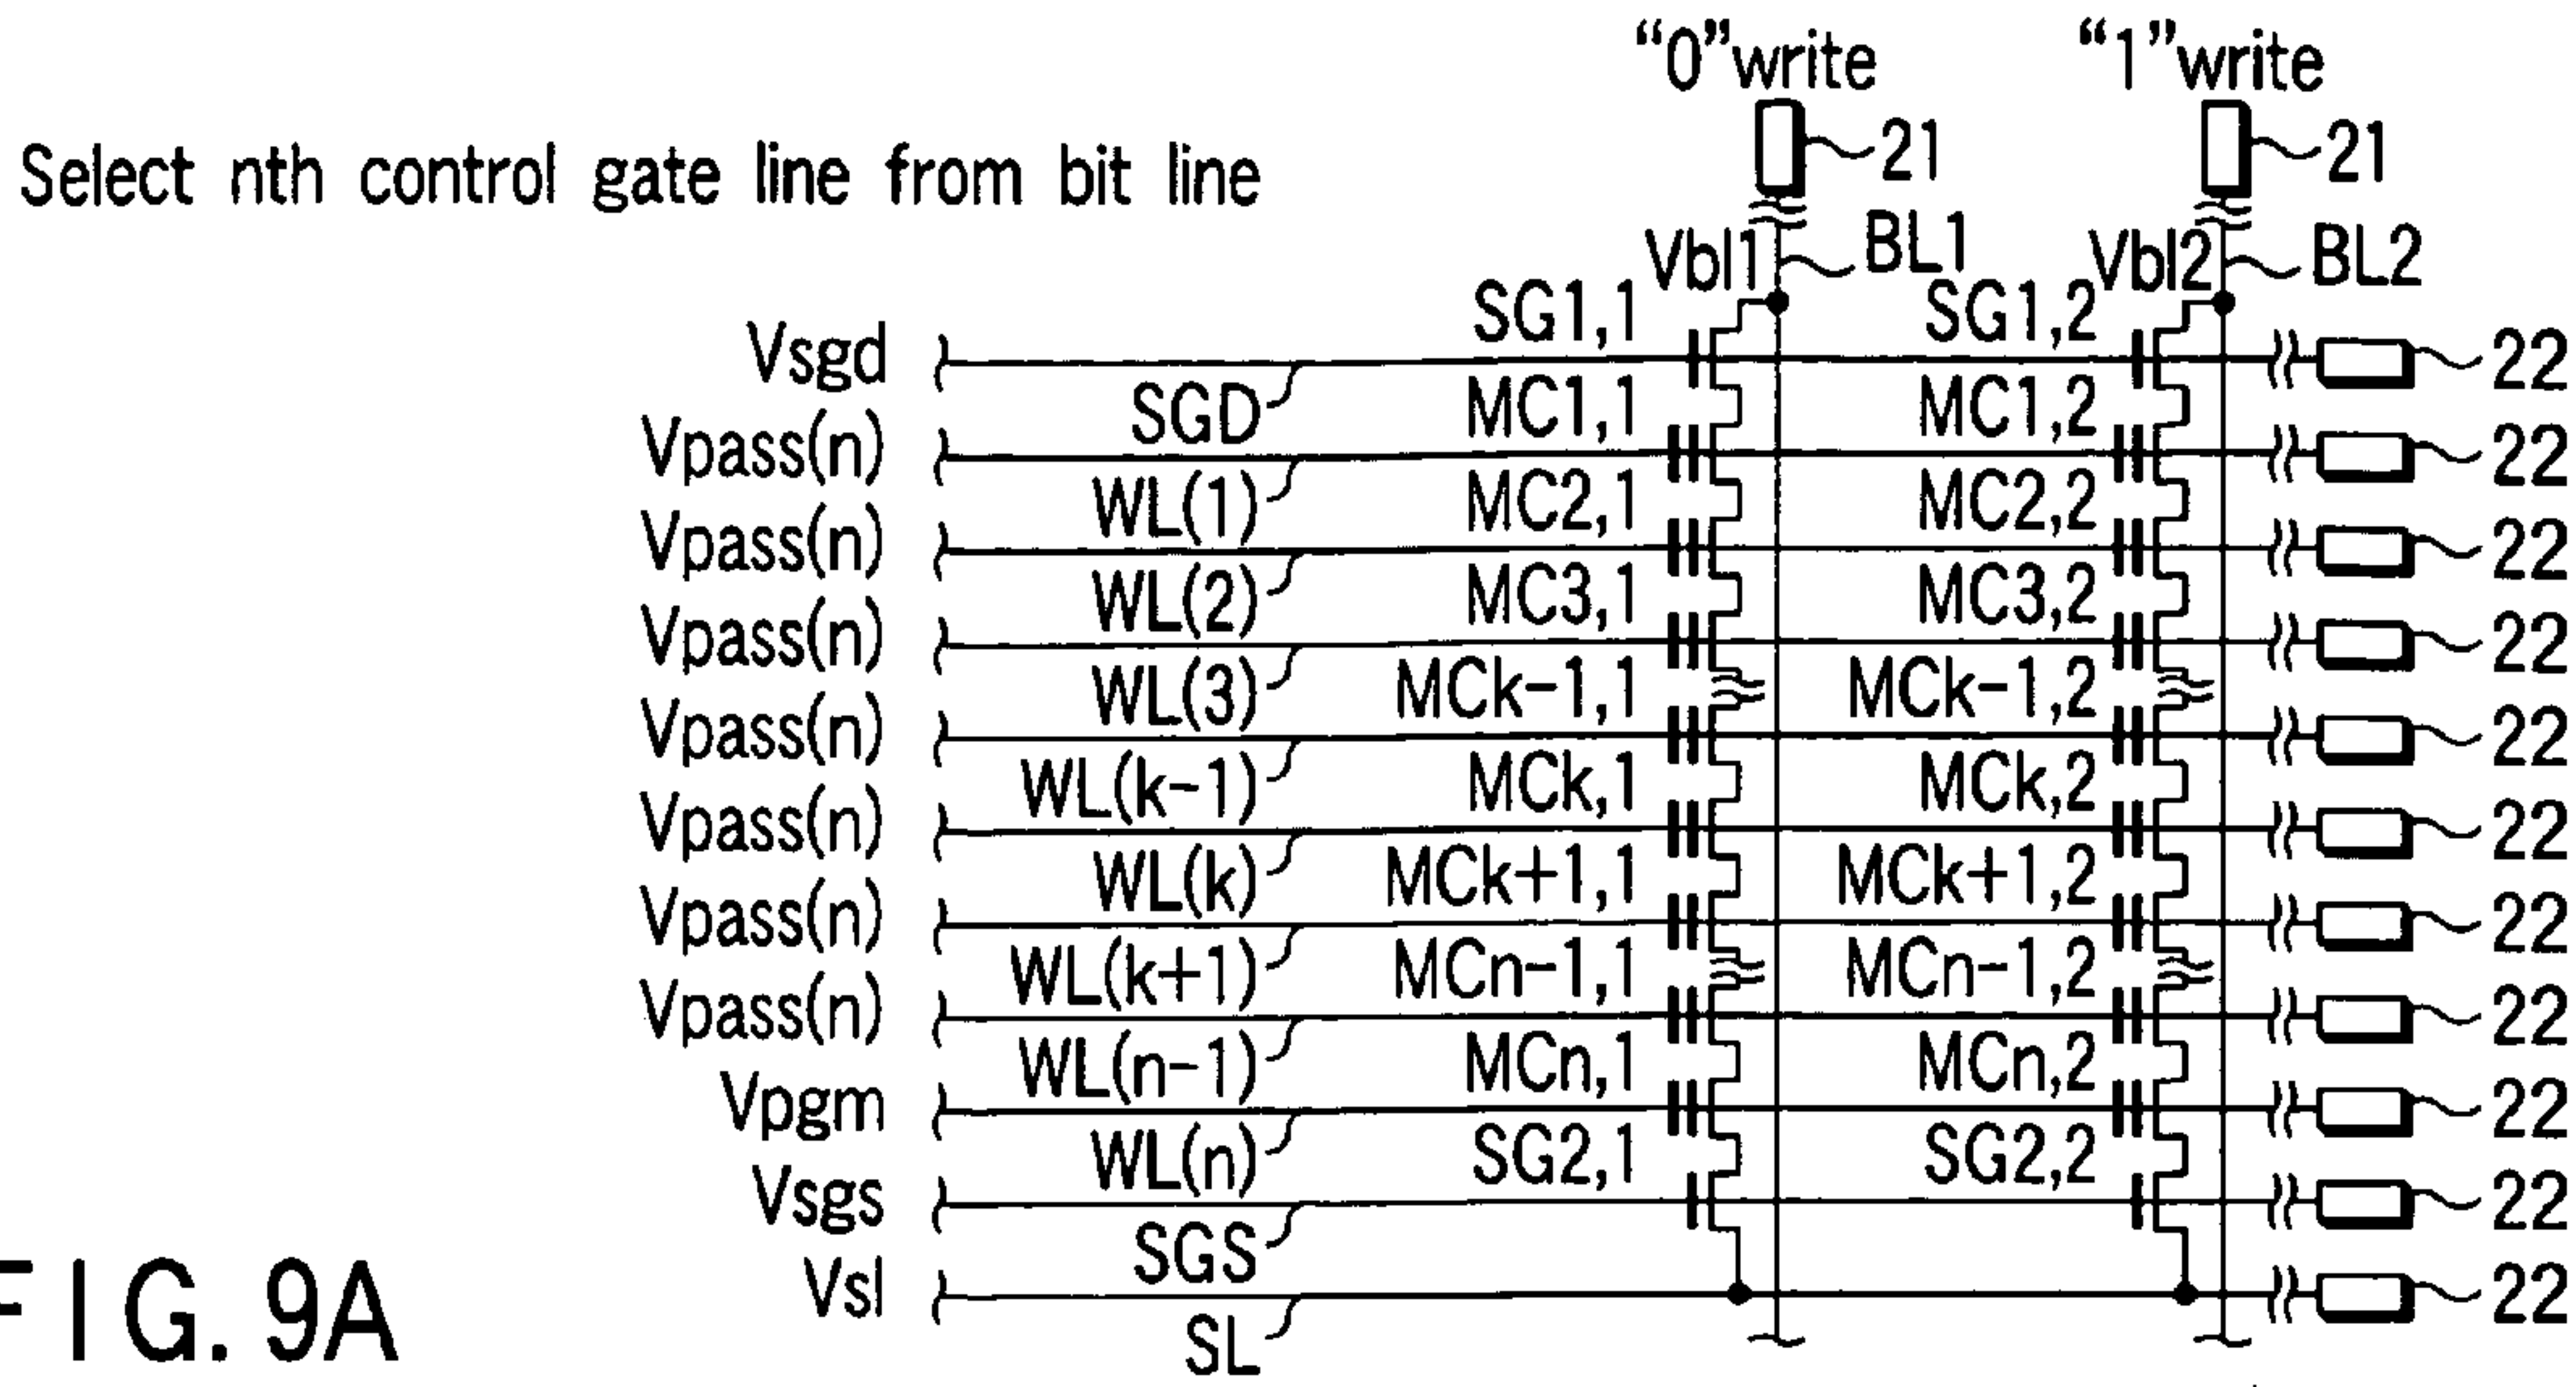 “0”write “1”write
21 21
Select nth control gate line from bit line
Vbl1 BL1 Vbl2 BL2
SG1,1 SG1,2
Vsgd 22
SGD MC1,1 MC1,2
Vpass(n) 22
WL(1) MC2,1 MC2,2
Vpass(n) 22
WL(2) MC3,1 MC3,2
Vpass(n) 22
WL(3) MCk-1,1 MCk-1,2
Vpass(n) 22
WL(k-1) MCk,1 MCk,2
Vpass(n) 22
WL(k) MCk+1,1 MCk+1,2
Vpass(n) 22
WL(k+1) MCn-1,1 MCn-1,2
Vpass(n) 22
WL(n-1) MCn,1 MCn,2
Vpgm 22
WL(n) SG2,1 SG2,2
Vsgs 22
SGS
Vsl 22
SL
FIG. 9A